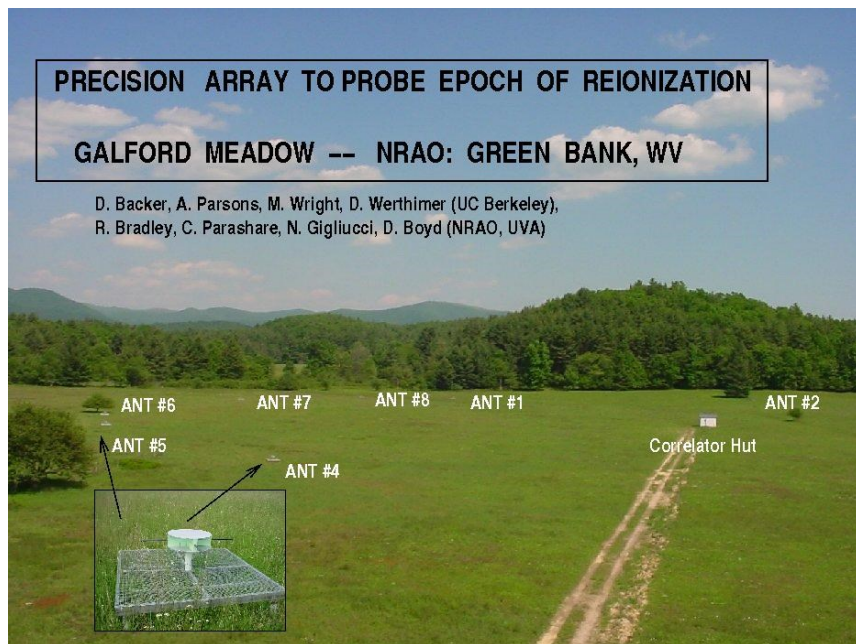 PRECISION ARRAY TO PROBE EPOCH OF REIONIZATION
GALFORD MEADOW -- NRAO: GREEN BANK, WV
D. Backer, A. Parsons, M. Wright, D. Werthimer (UC Berkeley),
R. Bradley, C. Parashare, N. Gigliucci, D. Boyd (NRAO, UVA)
ANT #6
ANT #7
ANT #8
ANT #1
ANT #2
ANT #5
Correlator Hut
ANT #4